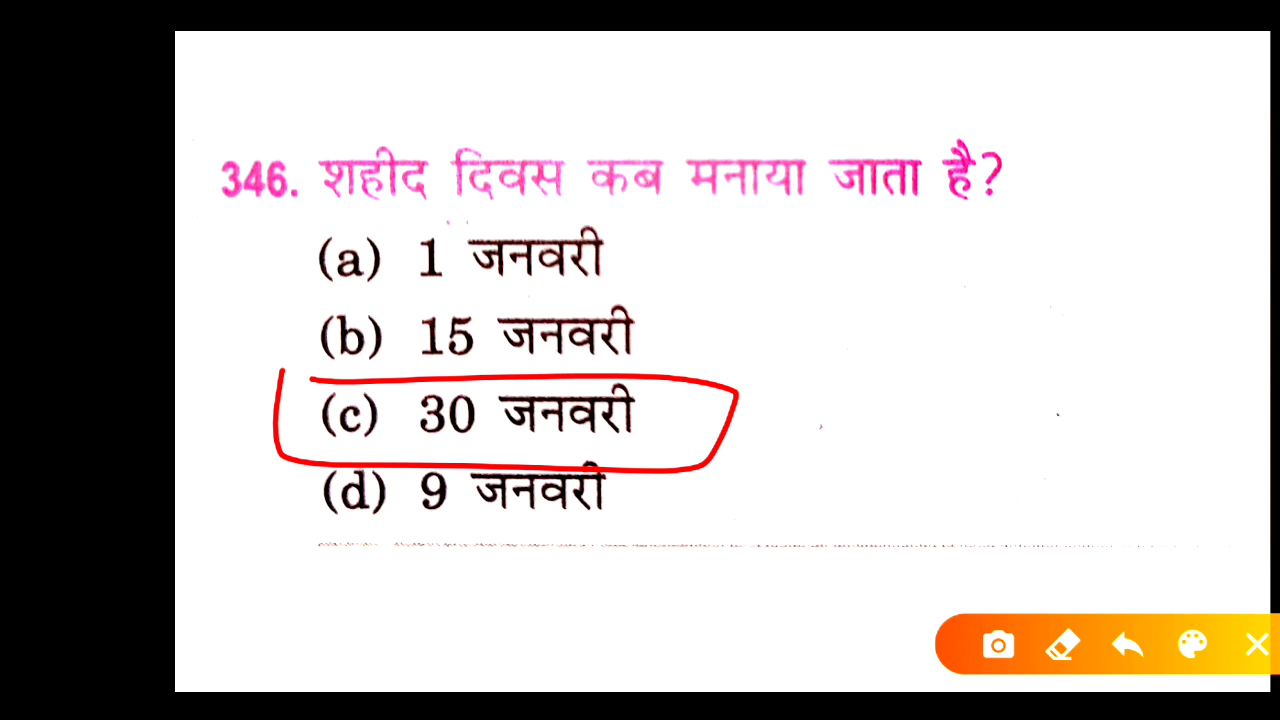 346. शहीद दिवस कब मनाया जाता है?
(a) 1 जनवरी
(b) 15 जनवरी
(c) 30 जनवरी
(d) 9 जनवरी